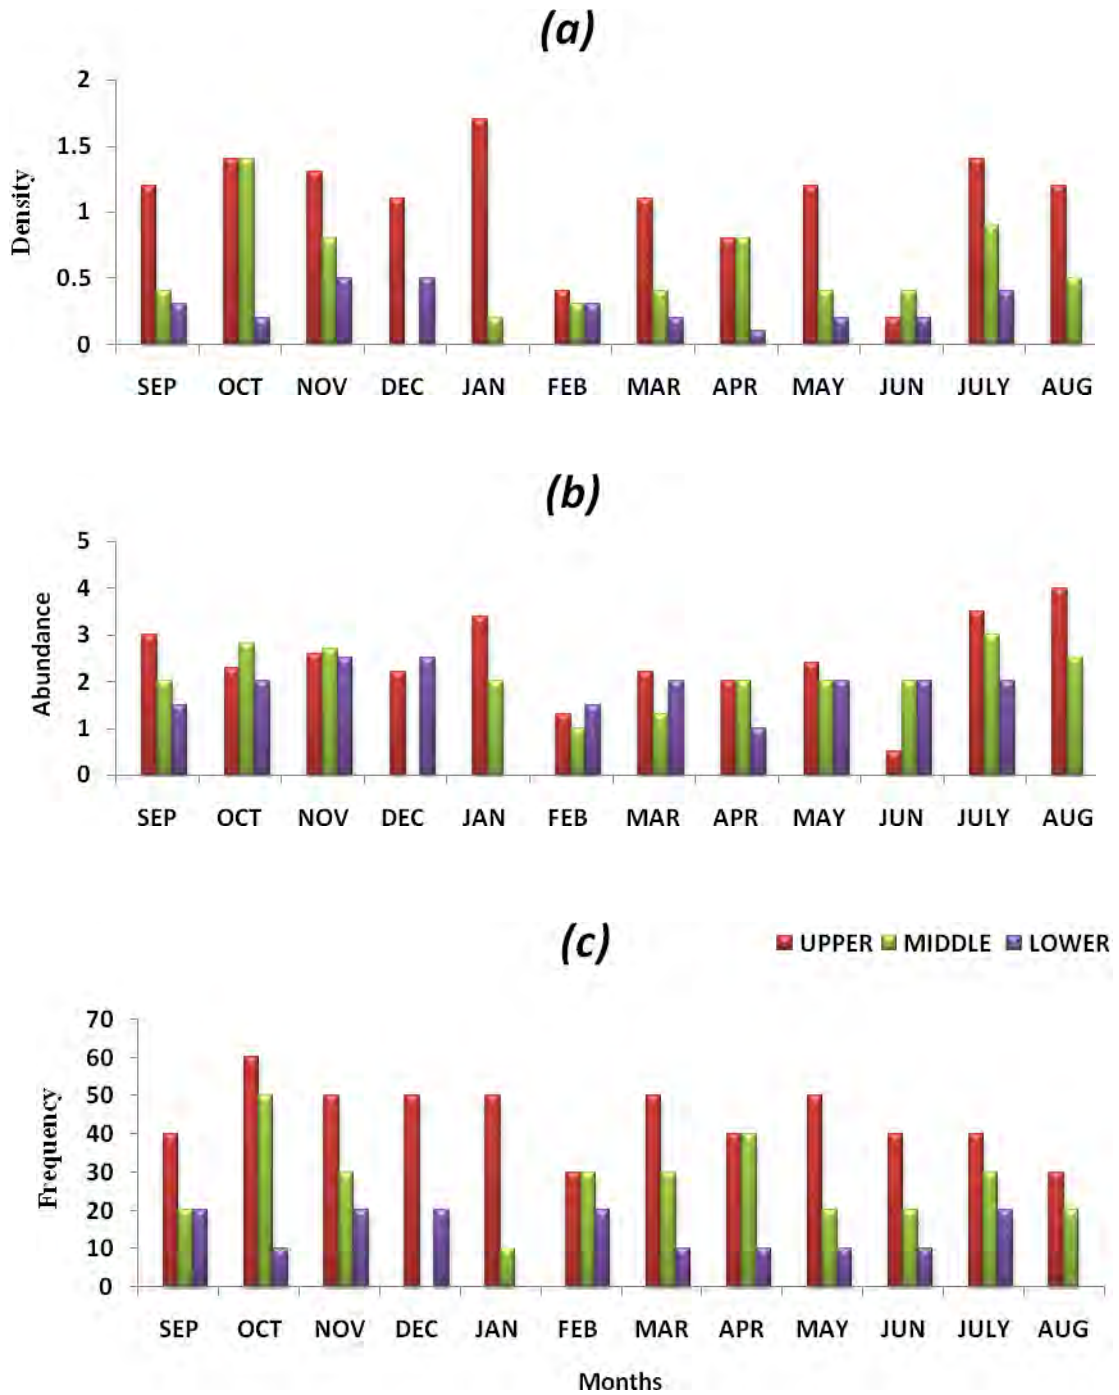 (a)
2
1.5
1
0.5
0
Density
SEP OCT NOV DEC JAN FEB MAR APR MAY JUN JULY AUG
(b)
5
4
3
2
1
0
Abundance
SEP OCT NOV DEC JAN FEB MAR APR MAY JUN JULY AUG
(c)
UPPER MIDDLE LOWER
70
60
50
40
30
20
10
0
Frequency
SEP OCT NOV DEC JAN FEB MAR APR MAY JUN JULY AUG
Months